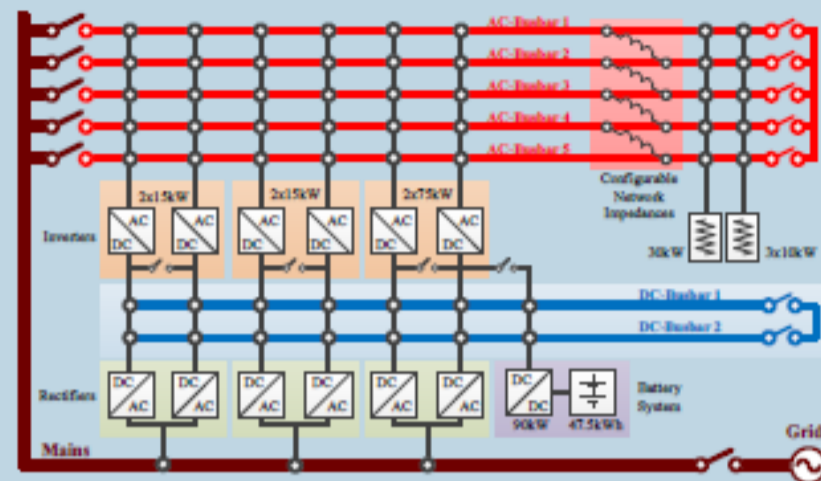 AC-Busbar 1
AC-Busbar 2
AC-Busbar 3
AC-Busbar 4
AC-Busbar 5
Configurable
Network
Impedances
2x15kW
2x15kW
2x75kW
Inverters
AC
DC
AC
DC
AC
DC
AC
DC
AC
DC
AC
DC
30kW
3x10kW
DC-Busbar 1
DC-Busbar 2
Rectifiers
DC
AC
DC
AC
DC
AC
DC
AC
DC
AC
DC
AC
DC
DC
Battery
System
90kW
47.5kWh
Mains
Grid